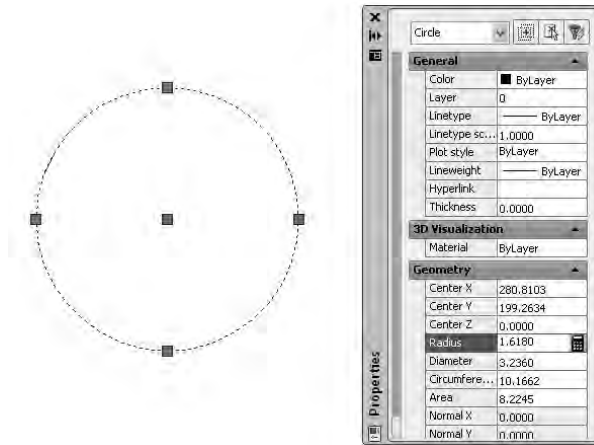 Circle
General
Color ByLayer
Layer 0
Linetype ByLayer
Linetype sc... 1.0000
Plot style ByLayer
Lineweight ByLayer
Hyperlink
Thickness 0.0000
3D Visualization
Material ByLayer
Geometry
Center X 280.8103
Center Y 199.2634
Center Z 0.0000
Radius 1.6180
Diameter 3.2360
Circumfere... 10.1662
Area 8.2245
Normal X 0.0000
Normal Y 0.0000
Properties